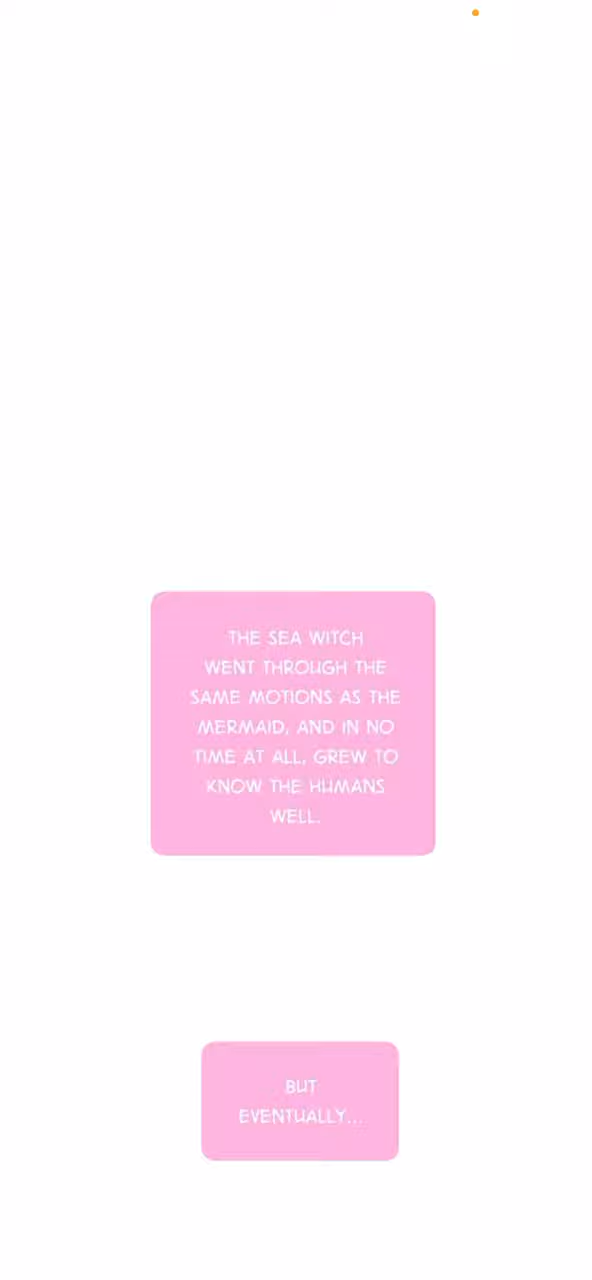 THE SEA WITCH
WENT THROUGH THE
SAME MOTIONS AS THE
MERMAID, AND IN NO
TIME AT ALL, GREW TO
KNOW THE HUMANS
WELL.
BUT
EVENTUALLY...